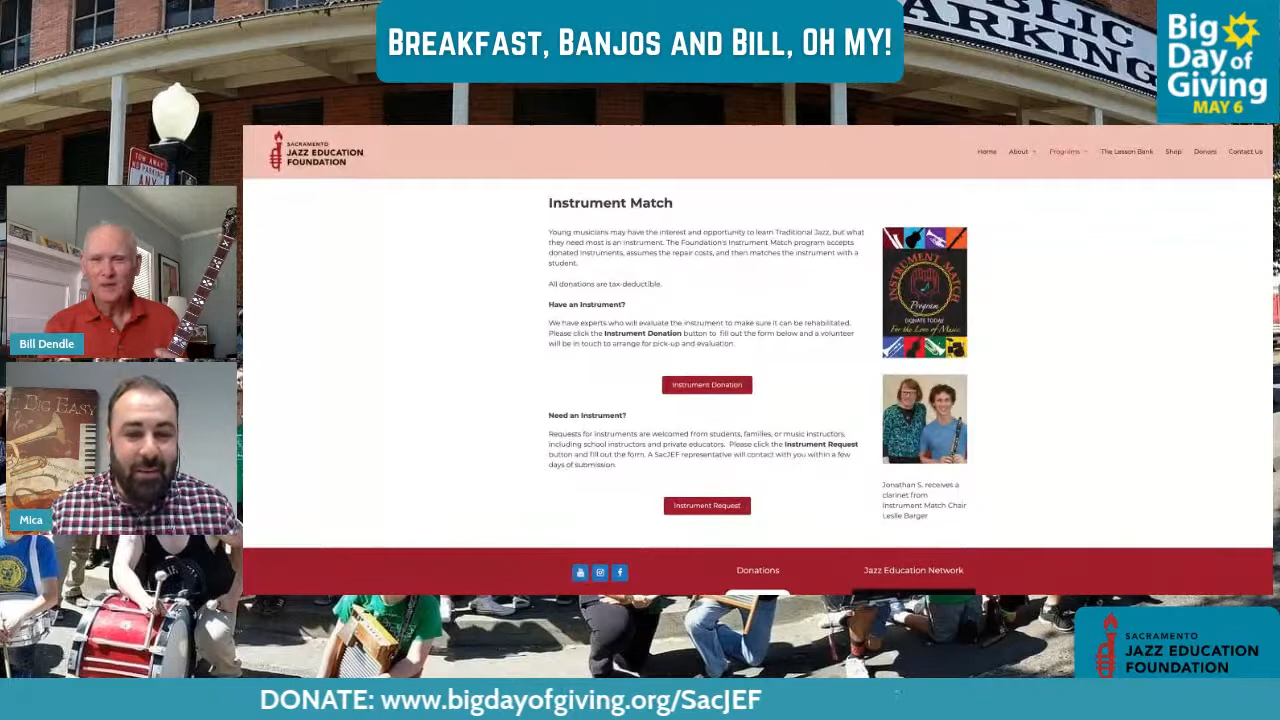 PUBLIC
PARKING
BREAKFAST, BANJOS AND BILL, OH MY!
Big
Day of
Giving
MAY 6
TOW-AWAY
NO PARKING
ANY
SACRAMENTO
JAZZ EDUCATION
FOUNDATION
Home About Programs The Lesson Bank Shop Donors Contact Us
Instrument Match
Young musicians may have the interest and opportunity to learn Traditional Jazz, but what
they need most is an instrument. The Foundation's Instrument Match program accepts
donated instruments, assumes the repair costs, and then matches the instrument with a
student.
All donations are tax-deductible.
Have an Instrument?
We have experts who will evaluate the instrument to make sure it can be rehabilitated.
Please click the Instrument Donation button to fill out the form below and a volunteer
will be in touch to arrange for pick-up and evaluation.
Instrument Donation
Need an Instrument?
Requests for instruments are welcomed from students, families, or music instructors,
including school instructors and private educators. Please click the Instrument Request
button and fill out the form. A SacJEF representative will contact with you within a few
days of submission.
Instrument Request
INSTRUMENT MATCH
Program
DONATE TODAY
For the Love of Music
Jonathan S. receives a
clarinet from
Instrument Match Chair
Leslie Barger
Donations
Jazz Education Network
Bill Dendle
BIG EASY
Mica
SACRAMENTO
JAZZ EDUCATION
FOUNDATION
DONATE: www.bigdayofgiving.org/SacJEF